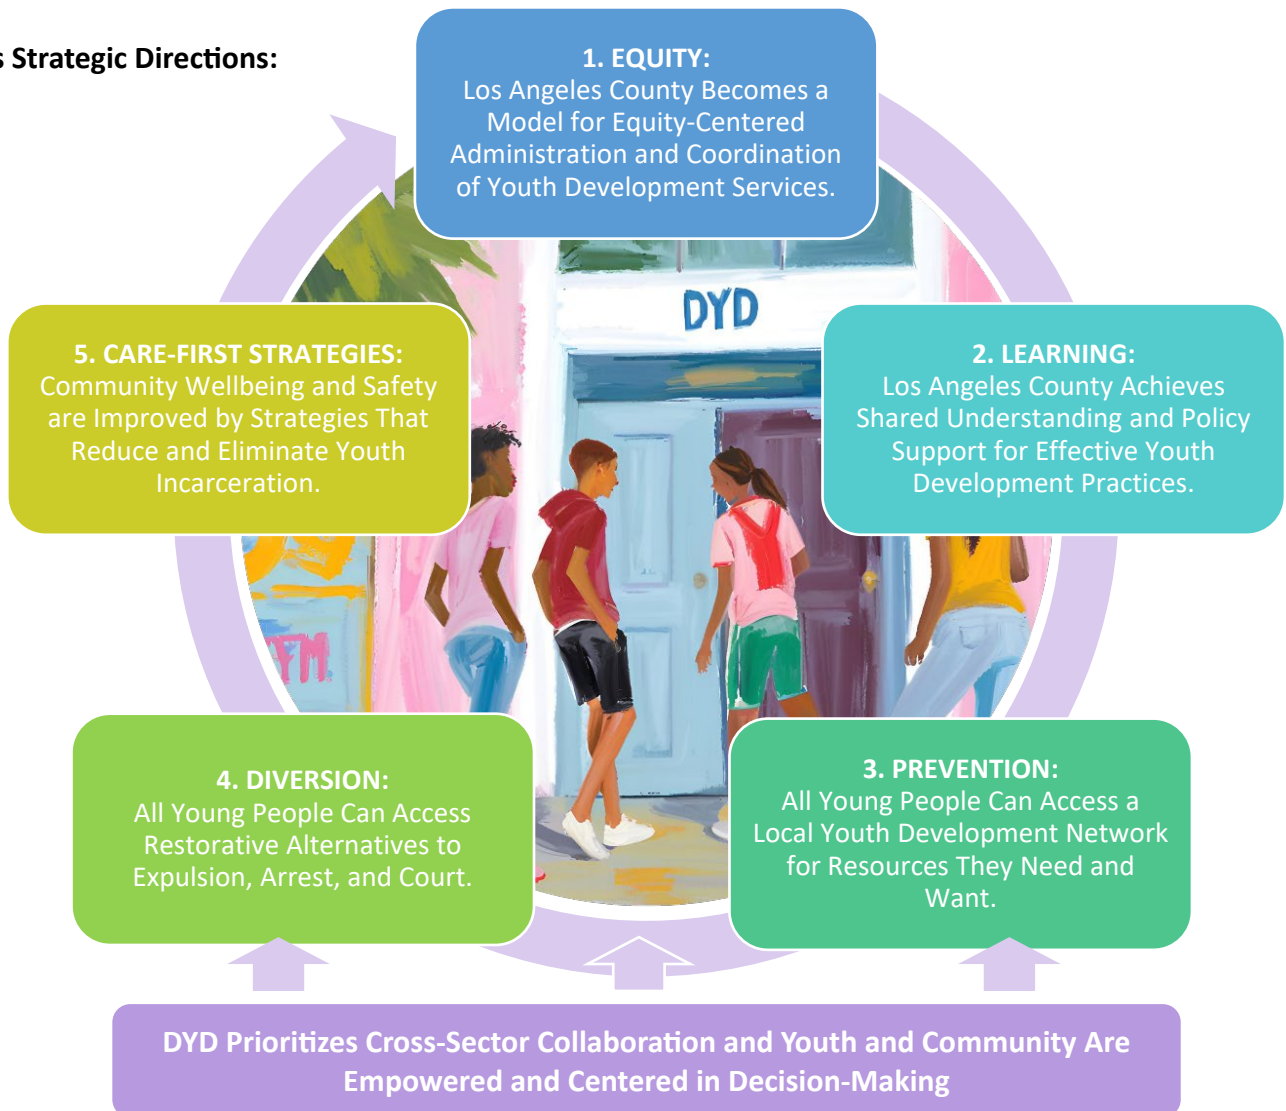 s Strategic Directions:
1. EQUITY:
Los Angeles County Becomes a
Model for Equity-Centered
Administration and Coordination
of Youth Development Services.
DYD
5. CARE-FIRST STRATEGIES:
Community Wellbeing and Safety
are Improved by Strategies That
Reduce and Eliminate Youth
Incarceration.
2. LEARNING:
Los Angeles County Achieves
Shared Understanding and Policy
Support for Effective Youth
Development Practices.
4. DIVERSION:
All Young People Can Access
Restorative Alternatives to
Expulsion, Arrest, and Court.
3. PREVENTION:
All Young People Can Access a
Local Youth Development Network
for Resources They Need and
Want.
DYD Prioritizes Cross-Sector Collaboration and Youth and Community Are
Empowered and Centered in Decision-Making